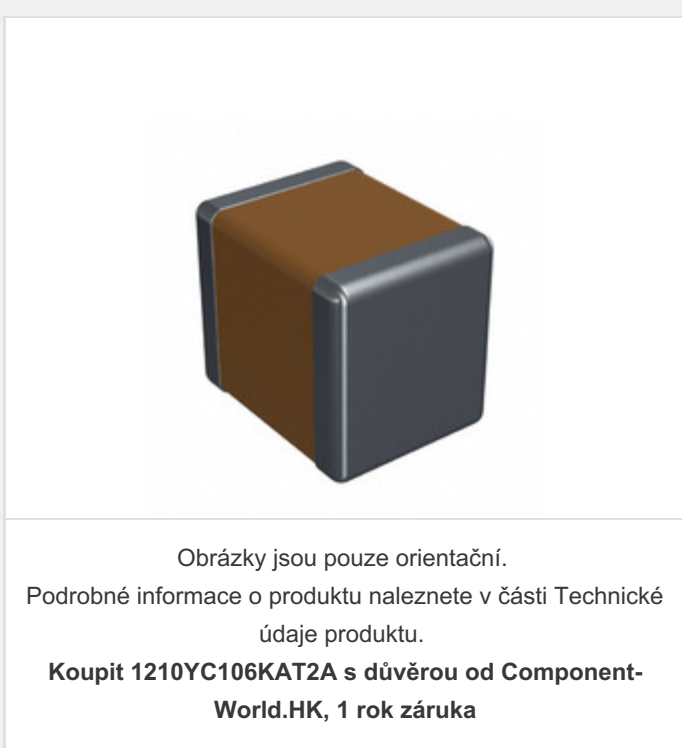 Obrázky jsou pouze orientační.
Podrobné informace o produktu naleznete v části Technické
údaje produktu.
Koupit 1210YC106KAT2A s důvěrou od Component-
World.HK, 1 rok záruka